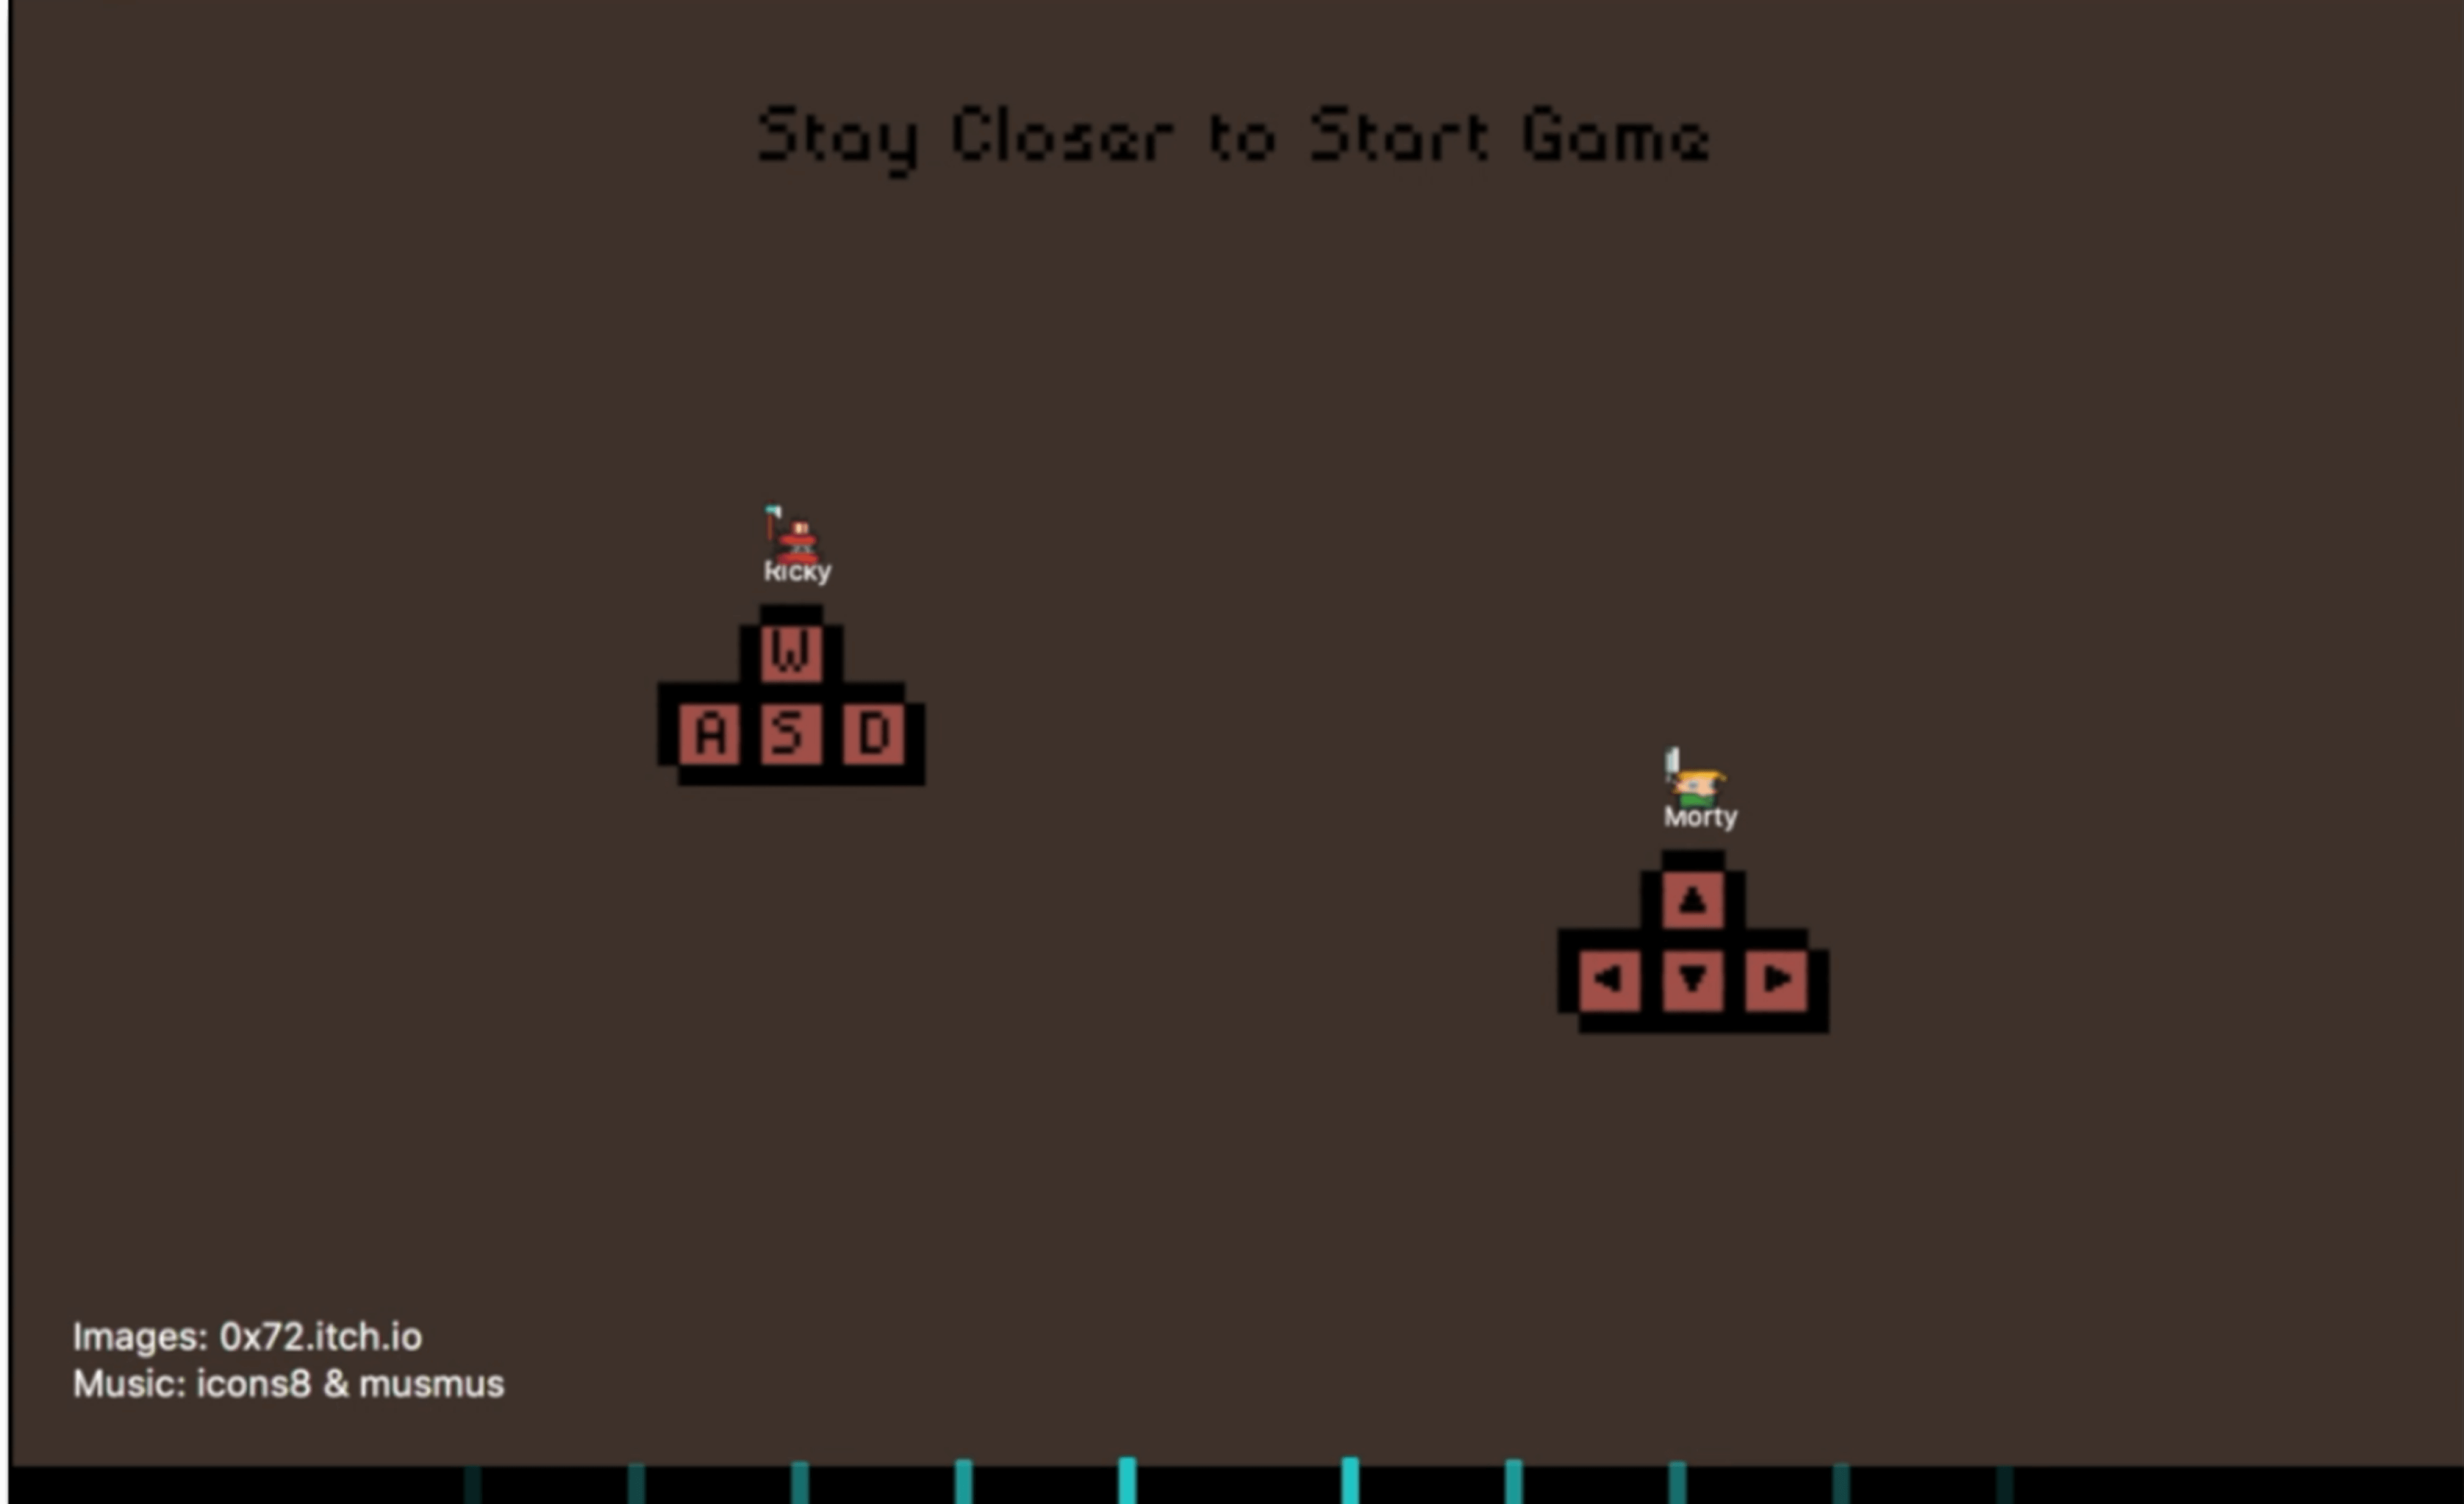 Stay Closer to Start Game
Ricky
W
A S D
Morty
▲
◀ ▼ ▶
Images: 0x72.itch.io
Music: icons8 & musmus